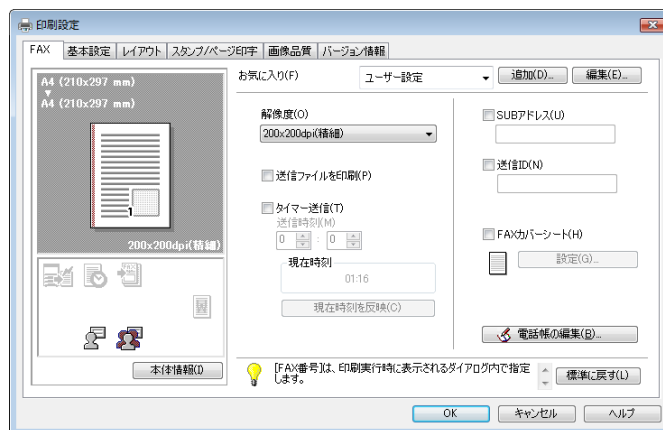 印刷設定
FAX 基本設定 レイアウト スタンプ/ページ印字 画像品質 バージョン情報
A4 (210x297 mm)
A4 (210x297 mm)
1
200x200dpi(精細)
本体情報(I)
お気に入り(F) ユーザー設定 追加(D)... 編集(E)...
解像度(O)
200x200dpi(精細)
送信ファイルを印刷(P)
タイマー送信(T)
送信時刻(M)
0 : 0
現在時刻
01:16
現在時刻を反映(C)
SUBアドレス(U)
送信ID(N)
FAXカバーシート(H)
設定(G)...
電話帳の編集(B)...
[FAX番号]は、印刷実行時に表示されるダイアログ内で指定
します。
標準に戻す(L)
OK キャンセル ヘルプ